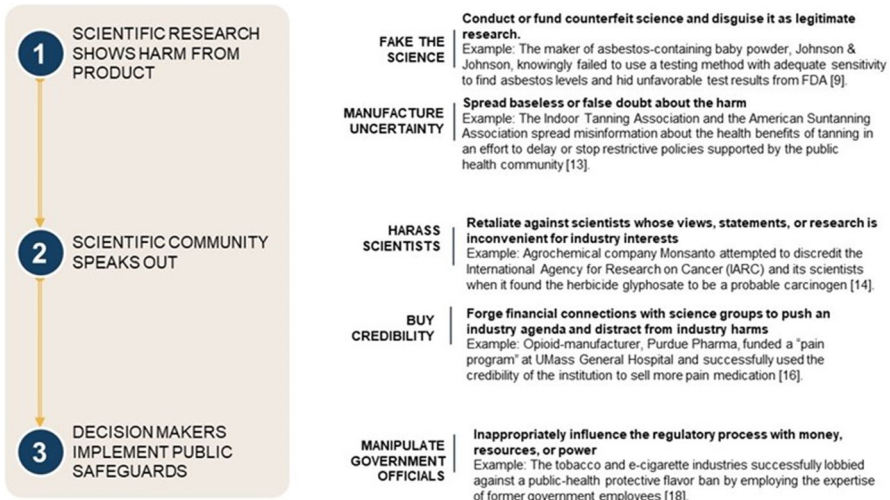 1
SCIENTIFIC RESEARCH
SHOWS HARM FROM
PRODUCT
FAKE THE
SCIENCE
Conduct or fund counterfeit science and disguise it as legitimate
research.
Example: The maker of asbestos-containing baby powder, Johnson &
Johnson, knowingly failed to use a testing method with adequate sensitivity
to find asbestos levels and hid unfavorable test results from FDA [9].
MANUFACTURE
UNCERTAINTY
Spread baseless or false doubt about the harm
Example: The Indoor Tanning Association and the American Suntanning
Association spread misinformation about the health benefits of tanning in
an effort to delay or stop restrictive policies supported by the public
health community [13].
2
SCIENTIFIC COMMUNITY
SPEAKS OUT
HARASS
SCIENTISTS
Retaliate against scientists whose views, statements, or research is
inconvenient for industry interests
Example: Agrochemical company Monsanto attempted to discredit the
International Agency for Research on Cancer (IARC) and its scientists
when it found the herbicide glyphosate to be a probable carcinogen [14].
BUY
CREDIBILITY
Forge financial connections with science groups to push an
industry agenda and distract from industry harms
Example: Opioid-manufacturer, Purdue Pharma, funded a "pain
program" at UMass General Hospital and successfully used the
credibility of the institution to sell more pain medication [16].
3
DECISION MAKERS
IMPLEMENT PUBLIC
SAFEGUARDS
MANIPULATE
GOVERNMENT
OFFICIALS
Inappropriately influence the regulatory process with money,
resources, or power
Example: The tobacco and e-cigarette industries successfully lobbied
against a public-health protective flavor ban by employing the expertise
of former government employees [18].